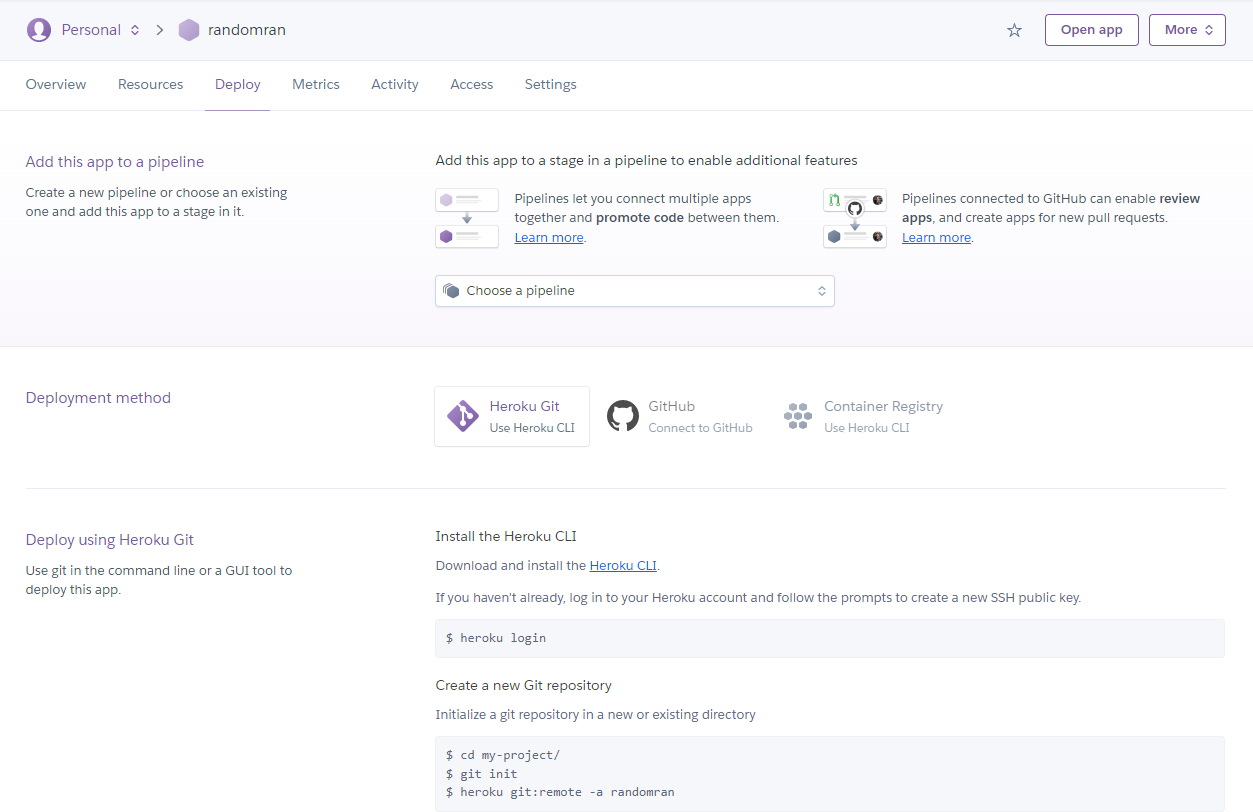 Personal
randomran
Open app
More
Overview
Resources
Deploy
Metrics
Activity
Access
Settings
Add this app to a pipeline
Create a new pipeline or choose an existing
one and add this app to a stage in it.
Add this app to a stage in a pipeline to enable additional features
Pipelines let you connect multiple apps
together and promote code between them.
Learn more.
Pipelines connected to GitHub can enable review
apps, and create apps for new pull requests.
Learn more.
Choose a pipeline
Deployment method
Heroku Git
Use Heroku CLI
GitHub
Connect to GitHub
Container Registry
Use Heroku CLI
Deploy using Heroku Git
Use git in the command line or a GUI tool to
deploy this app.
Install the Heroku CLI
Download and install the Heroku CLI.
If you haven't already, log in to your Heroku account and follow the prompts to create a new SSH public key.
$ heroku login
Create a new Git repository
Initialize a git repository in a new or existing directory
$ cd my-project/
$ git init
$ heroku git:remote -a randomran